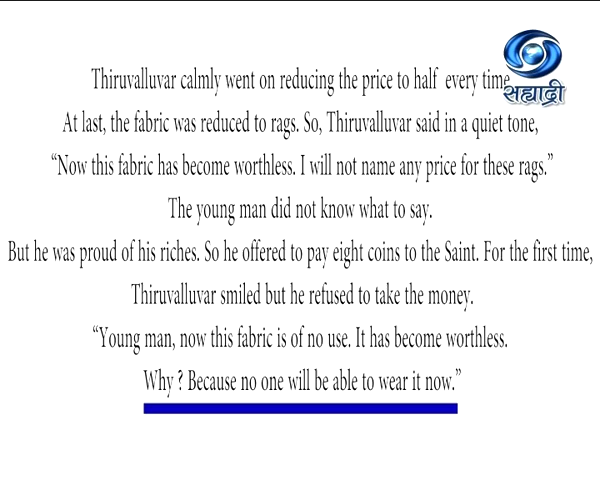 Thiruvalluvar calmly went on reducing the price to half every time
सह्याद्री
At last, the fabric was reduced to rags. So, Thiruvalluvar said in a quiet tone,
“Now this fabric has become worthless. I will not name any price for these rags.”
The young man did not know what to say.
But he was proud of his riches. So he offered to pay eight coins to the Saint. For the first time,
Thiruvalluvar smiled but he refused to take the money.
“Young man, now this fabric is of no use. It has become worthless.
Why ? Because no one will be able to wear it now.”